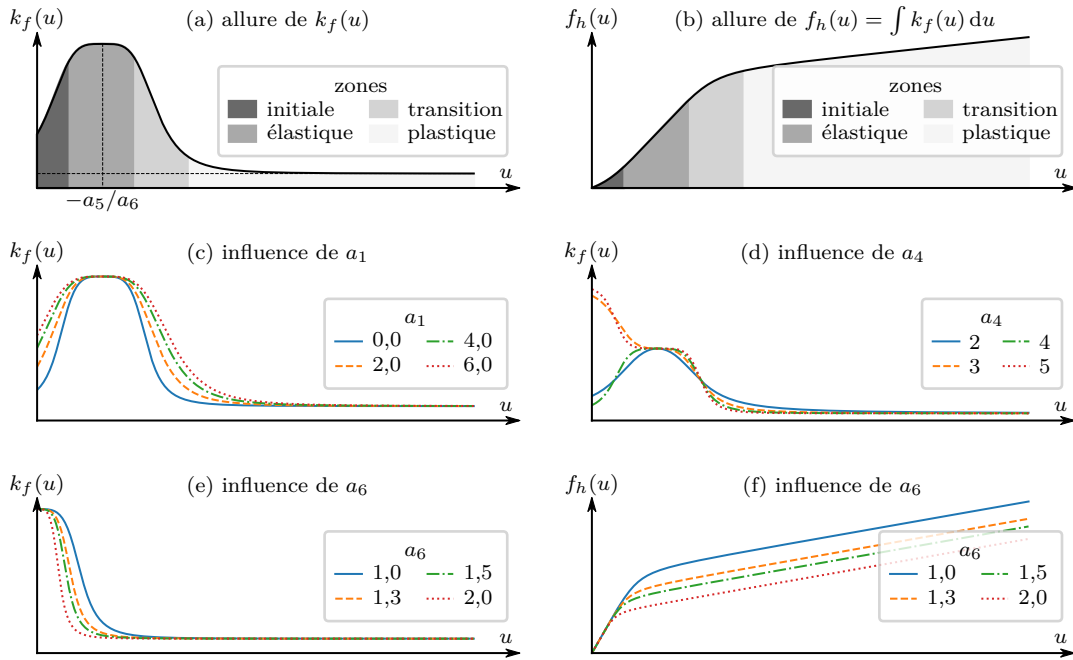 k_f(u)
(a) allure de k_f(u)
zones
initiale
transition
élastique
plastique
u
−a_5/a_6
f_h(u)
(b) allure de f_h(u) = ∫ k_f(u) du
zones
initiale
transition
élastique
plastique
u
k_f(u)
(c) influence de a_1
a_1
0,0
4,0
2,0
6,0
u
k_f(u)
(d) influence de a_4
a_4
2
4
3
5
u
k_f(u)
(e) influence de a_6
a_6
1,0
1,5
1,3
2,0
u
f_h(u)
(f) influence de a_6
a_6
1,0
1,5
1,3
2,0
u